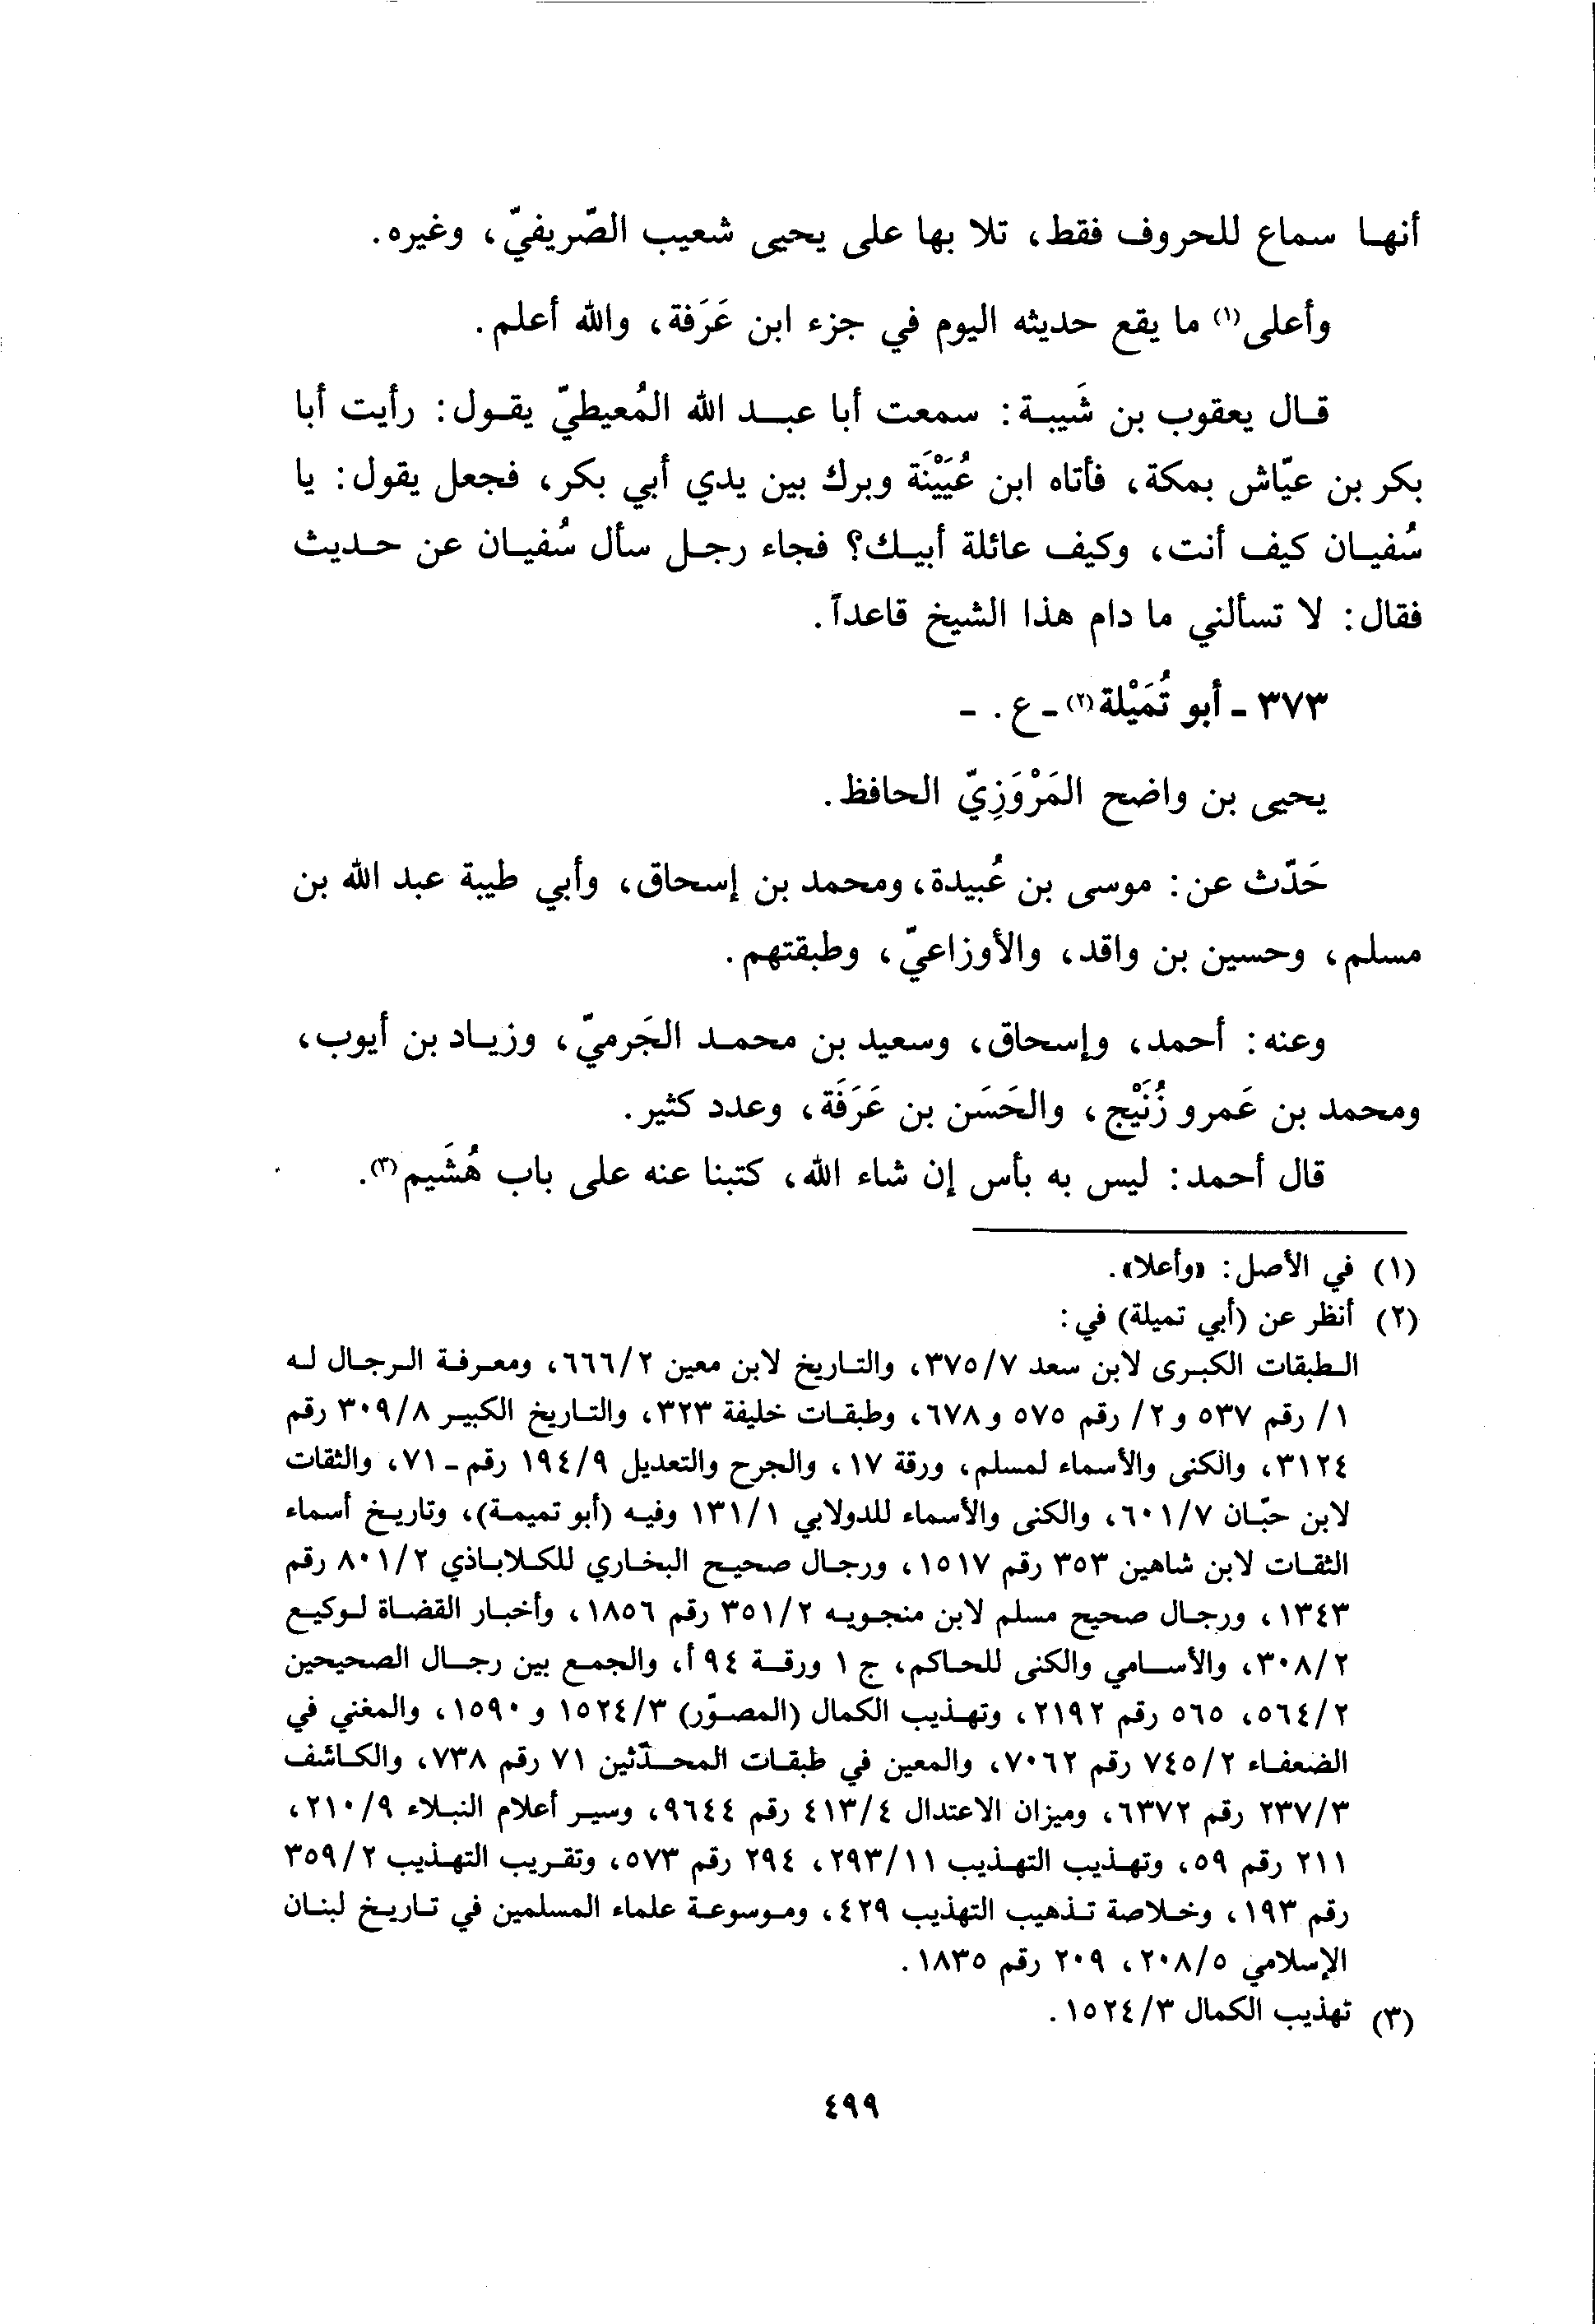 أنها سماع للحروف فقط، تلا بها على يحيى شعيب الصّريفيّ، وغيره.
وأعلى(١) ما يقع حديثه اليوم في جزء ابن عَرَفة، والله أعلم.
قال يعقوب بن شَيبة: سمعت أبا عبد الله المُعيطيّ يقول: رأيت أبا
بكر بن عيّاش بمكة، فأتاه ابن عُيَيْنَة وبرك بين يدي أبي بكر، فجعل يقول: يا
سُفيان كيف أنت، وكيف عائلة أبيك؟ فجاء رجل سأل سُفيان عن حديث
فقال: لا تسألني ما دام هذا الشيخ قاعداً.
٣٧٣ - أبو تُمَيْلة(٢) - ع. -
يحيى بن واضح المَرْوَزِيّ الحافظ.
حَدّث عن: موسى بن عُبيدة، ومحمد بن إسحاق، وأبي طيبة عبد الله بن
مسلم، وحسين بن واقد، والأوزاعيّ، وطبقتهم.
وعنه: أحمد، وإسحاق، وسعيد بن محمد الجَرميّ، وزياد بن أيوب،
ومحمد بن عَمرو زُنَيْج، والحَسَن بن عَرَفَة، وعدد كثير.
قال أحمد: ليس به بأس إن شاء الله، كتبنا عنه على باب هُشَيم(٣).
(١) في الأصل: «وأعلا».
(٢) أنظر عن (أبي تميلة) في:
الطبقات الكبرى لابن سعد ٣٧٥/٧، والتاريخ لابن معين ٦٦٦/٢، ومعرفة الرجال له
١/ رقم ٥٣٧ و٢/ رقم ٥٧٥ و٦٧٨، وطبقات خليفة ٣٢٣، والتاريخ الكبير ٣٠٩/٨ رقم
٣١٢٤، والكنى والأسماء لمسلم، ورقة ١٧، والجرح والتعديل ١٩٤/٩ رقم - ٧١، والثقات
لابن حبّان ٦٠١/٧، والكنى والأسماء للدولابي ١٣١/١ وفيه (أبو تميمة)، وتاريخ أسماء
الثقات لابن شاهين ٣٥٣ رقم ١٥١٧، ورجال صحيح البخاري للكلاباذي ٨٠١/٢ رقم
١٣٤٣، ورجال صحيح مسلم لابن منجويه ٣٥١/٢ رقم ١٨٥٦، وأخبار القضاة لوكيع
٣٠٨/٢، والأسامي والكنى للحاكم، ج ١ ورقة ٩٤ أ، والجمع بين رجال الصحيحين
٥٦٤/٢، ٥٦٥ رقم ٢١٩٢، وتهذيب الكمال (المصوّر) ١٥٢٤/٣ و ١٥٩٠، والمغني في
الضعفاء ٧٤٥/٢ رقم ٧٠٦٢، والمعين في طبقات المحدّثين ٧١ رقم ٧٣٨، والكاشف
٢٣٧/٣ رقم ٦٣٧٢، وميزان الاعتدال ٤١٣/٤ رقم ٩٦٤٤، وسير أعلام النبلاء ٢١٠/٩،
٢١١ رقم ٥٩، وتهذيب التهذيب ٢٩٣/١١، ٢٩٤ رقم ٥٧٣، وتقريب التهذيب ٣٥٩/٢
رقم ١٩٣، وخلاصة تذهيب التهذيب ٤٢٩، وموسوعة علماء المسلمين في تاريخ لبنان
الإسلامي ٢٠٨/٥، ٢٠٩ رقم ١٨٣٥.
(٣) تهذيب الكمال ١٥٢٤/٣.
٤٩٩